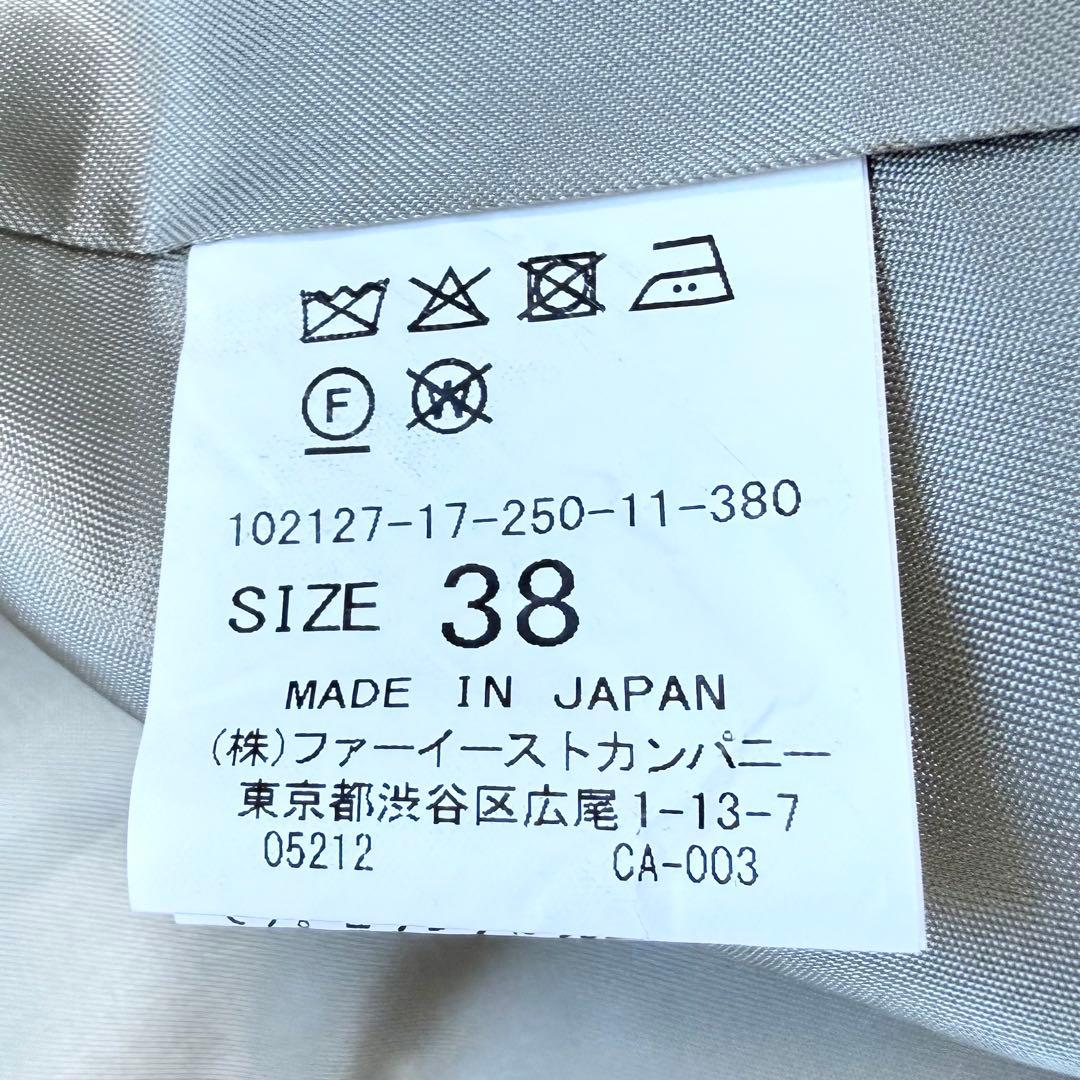 F W
102127-17-250-11-380
SIZE 38
MADE IN JAPAN
(株)ファーイーストカンパニー
東京都渋谷区広尾1-13-7
05212 CA-003